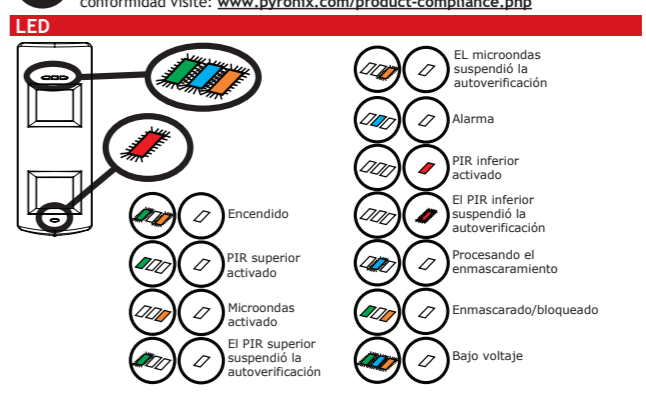 conformidad visite: www.pyronix.com/product-compliance.php
LED
Encendido
PIR superior
activado
Microondas
activado
El PIR superior
suspendió la
autoverificación
EL microondas
suspendió la
autoverificación
Alarma
PIR inferior
activado
El PIR inferior
suspendió la
autoverificación
Procesando el
enmascaramiento
Enmascarado/bloqueado
Bajo voltaje